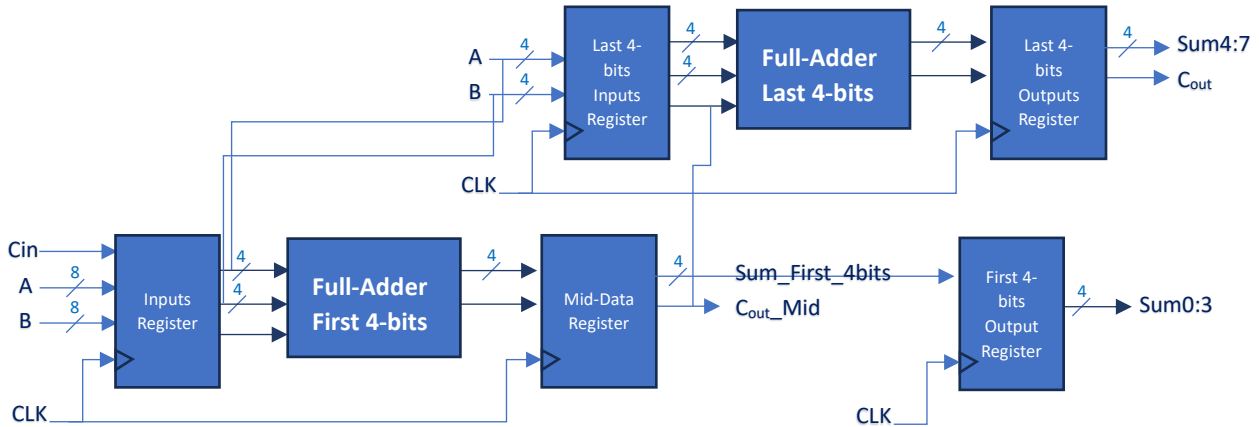 4
4
4
A
4
Last 4-
bits
Inputs
Register
4
Full-Adder
Last 4-bits
Last 4-
bits
Outputs
Register
Sum4:7
B
4
Cout
CLK
Cin
A
8
B
8
Inputs
Register
4
4
Full-Adder
First 4-bits
4
Mid-Data
Register
4
Sum_First_4bits
Cout_Mid
First 4-
bits
Output
Register
4
Sum0:3
CLK
CLK